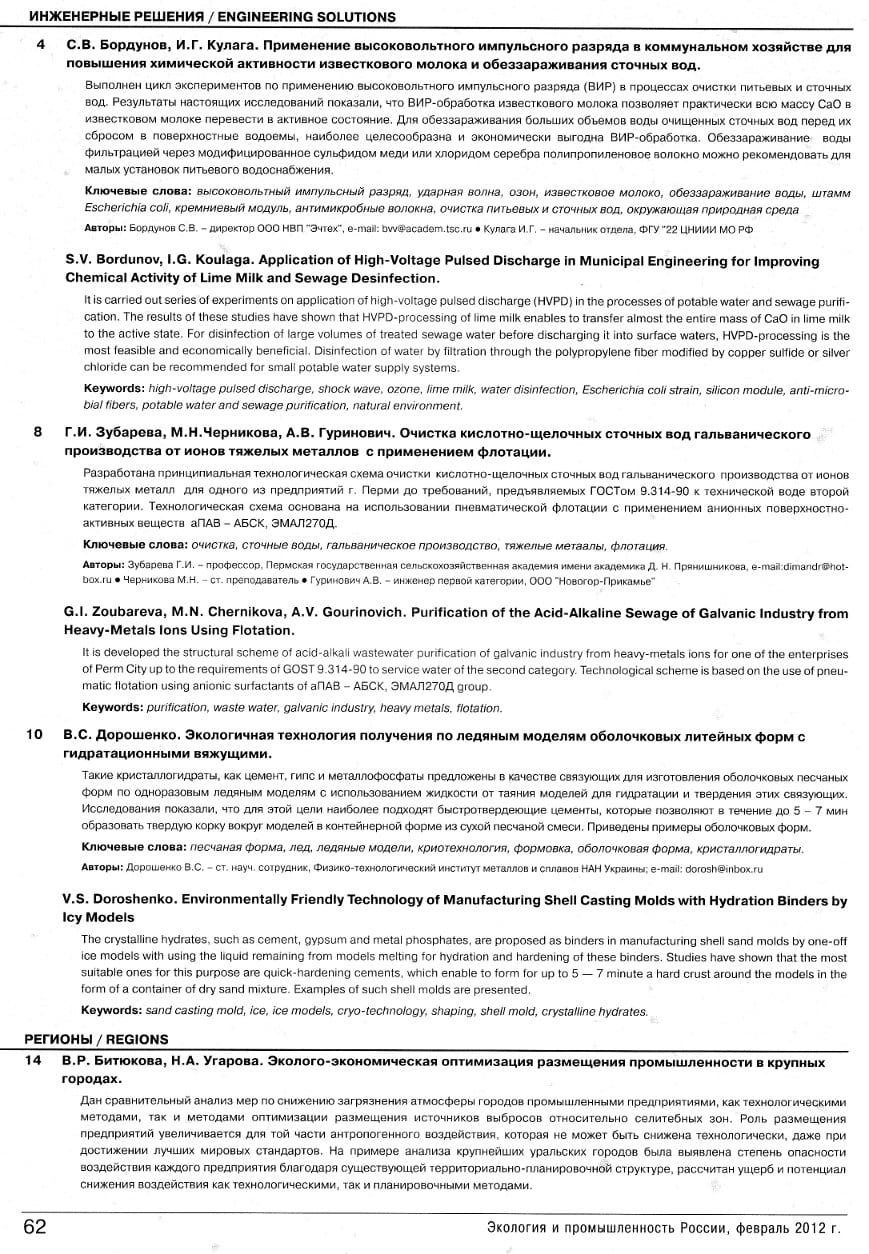 ИНЖЕНЕРНЫЕ РЕШЕНИЯ / ENGINEERING SOLUTIONS
4 С.В. Бордунов, И.Г. Кулага. Применение высоковольтного импульсного разряда в коммунальном хозяйстве для
повышения химической активности известкового молока и обеззараживания сточных вод.
Выполнен цикл экспериментов по применению высоковольтного импульсного разряда (ВИР) в процессах очистки питьевых и сточных
вод. Результаты настоящих исследований показали, что ВИР-обработка известкового молока позволяет практически всю массу CaO в
известковом молоке перевести в активное состояние. Для обеззараживания больших объемов воды очищенных сточных вод перед их
сбросом в поверхностные водоемы, наиболее целесообразна и экономически выгодна ВИР-обработка. Обеззараживание воды
фильтрацией через модифицированное сульфидом меди или хлоридом серебра полипропиленовое волокно можно рекомендовать для
малых установок питьевого водоснабжения.
Ключевые слова: высоковольтный импульсный разряд, ударная волна, озон, известковое молоко, обеззараживание воды, штамм
Escherichia coli, кремниевый модуль, антимикробные волокна, очистка питьевых и сточных вод, окружающая природная среда
Авторы: Бордунов С.В. – директор ООО НВП "Эчтех", e-mail: bvv@academ.tsc.ru ● Кулага И.Г. – начальник отдела, ФГУ "22 ЦНИИИ МО РФ
S.V. Bordunov, I.G. Koulaga. Application of High-Voltage Pulsed Discharge in Municipal Engineering for Improving
Chemical Activity of Lime Milk and Sewage Desinfection.
It is carried out series of experiments on application of high-voltage pulsed discharge (HVPD) in the processes of potable water and sewage purifi-
cation. The results of these studies have shown that HVPD-processing of lime milk enables to transfer almost the entire mass of CaO in lime milk
to the active state. For disinfection of large volumes of treated sewage water before discharging it into surface waters, HVPD-processing is the
most feasible and economically beneficial. Disinfection of water by filtration through the polypropylene fiber modified by copper sulfide or silver
chloride can be recommended for small potable water supply systems.
Keywords: high-voltage pulsed discharge, shock wave, ozone, lime milk, water disinfection, Escherichia coli strain, silicon module, anti-micro-
bial fibers, potable water and sewage purification, natural environment.
8 Г.И. Зубарева, М.Н.Черникова, А.В. Гуринович. Очистка кислотно-щелочных сточных вод гальванического
производства от ионов тяжелых металлов с применением флотации.
Разработана принципиальная технологическая схема очистки кислотно-щелочных сточных вод гальванического производства от ионов
тяжелых металл для одного из предприятий г. Перми до требований, предъявляемых ГОСТом 9.314-90 к технической воде второй
категории. Технологическая схема основана на использовании пневматической флотации с применением анионных поверхностно-
активных веществ аПАВ – АБСК, ЭМАЛ270Д.
Ключевые слова: очистка, сточные воды, гальваническое производство, тяжелые метаалы, флотация.
Авторы: Зубарева Г.И. – профессор, Пермская государственная сельскохозяйственная академия имени академика Д. Н. Прянишникова, e-mail:dimandr@hot-
box.ru ● Черникова М.Н. – ст. преподаватель ● Гуринович А.В. – инженер первой категории, ООО "Новогор-Прикамье"
G.I. Zoubareva, M.N. Chernikova, A.V. Gourinovich. Purification of the Acid-Alkaline Sewage of Galvanic Industry from
Heavy-Metals Ions Using Flotation.
It is developed the structural scheme of acid-alkali wastewater purification of galvanic industry from heavy-metals ions for one of the enterprises
of Perm City up to the requirements of GOST 9.314-90 to service water of the second category. Technological scheme is based on the use of pneu-
matic flotation using anionic surfactants of аПАВ – АБСК, ЭМАЛ270Д group.
Keywords: purification, waste water, galvanic industry, heavy metals, flotation.
10 В.С. Дорошенко. Экологичная технология получения по ледяным моделям оболочковых литейных форм с
гидратационными вяжущими.
Такие кристаллогидраты, как цемент, гипс и металлофосфаты предложены в качестве связующих для изготовления оболочковых песчаных
форм по одноразовым ледяным моделям с использованием жидкости от таяния моделей для гидратации и твердения этих связующих.
Исследования показали, что для этой цели наиболее подходят быстротвердеющие цементы, которые позволяют в течение до 5 – 7 мин
образовать твердую корку вокруг моделей в контейнерной форме из сухой песчаной смеси. Приведены примеры оболочковых форм.
Ключевые слова: песчаная форма, лед, ледяные модели, криотехнология, формовка, оболочковая форма, кристаллогидраты.
Авторы: Дорошенко В.С. – ст. науч. сотрудник, Физико-технологический институт металлов и сплавов НАН Украины; e-mail: dorosh@inbox.ru
V.S. Doroshenko. Environmentally Friendly Technology of Manufacturing Shell Casting Molds with Hydration Binders by
Icy Models
The crystalline hydrates, such as cement, gypsum and metal phosphates, are proposed as binders in manufacturing shell sand molds by one-off
ice models with using the liquid remaining from models melting for hydration and hardening of these binders. Studies have shown that the most
suitable ones for this purpose are quick-hardening cements, which enable to form for up to 5 — 7 minute a hard crust around the models in the
form of a container of dry sand mixture. Examples of such shell molds are presented.
Keywords: sand casting mold, ice, ice models, cryo-technology, shaping, shell mold, crystalline hydrates.
РЕГИОНЫ / REGIONS
14 В.Р. Битюкова, Н.А. Угарова. Эколого-экономическая оптимизация размещения промышленности в крупных
городах.
Дан сравнительный анализ мер по снижению загрязнения атмосферы городов промышленными предприятиями, как технологическими
методами, так и методами оптимизации размещения источников выбросов относительно селитебных зон. Роль размещения
предприятий увеличивается для той части антропогенного воздействия, которая не может быть снижена технологически, даже при
достижении лучших мировых стандартов. На примере анализа крупнейших уральских городов была выявлена степень опасности
воздействия каждого предприятия благодаря существующей территориально-планировочной структуре, рассчитан ущерб и потенциал
снижения воздействия как технологическими, так и планировочными методами.
62 Экология и промышленность России, февраль 2012 г.